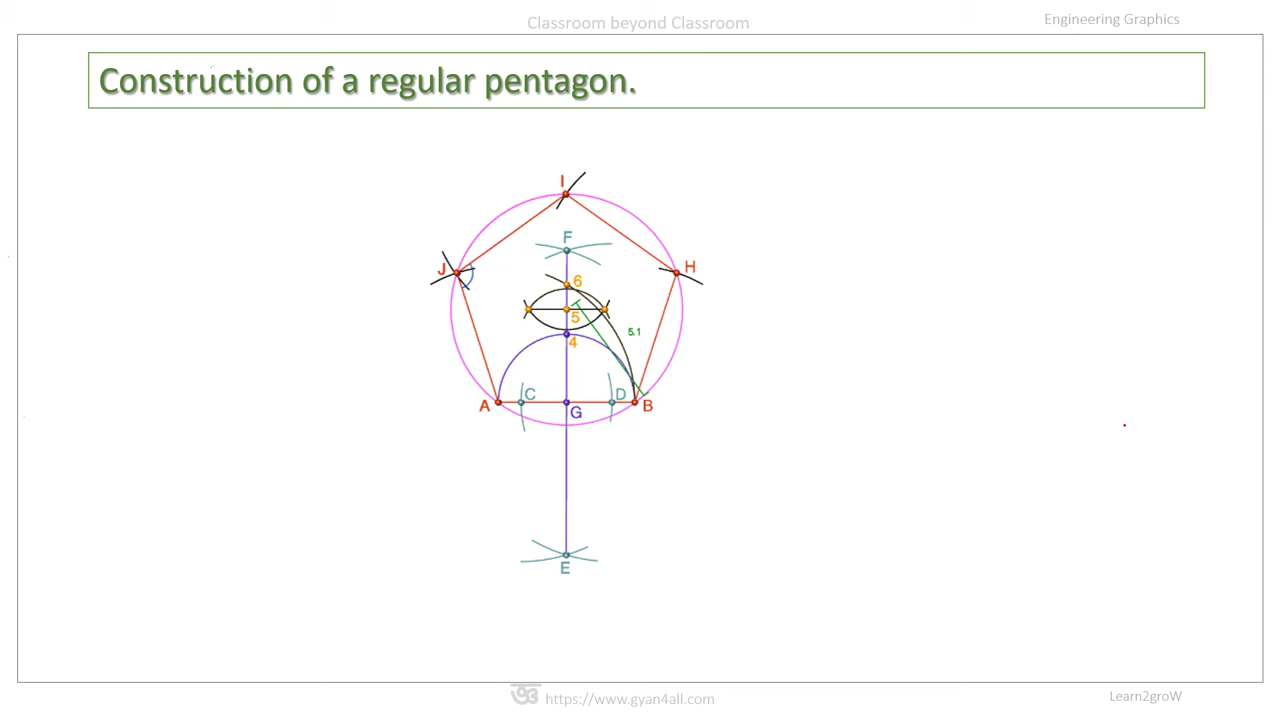 Classroom beyond Classroom
Engineering Graphics
Construction of a regular pentagon.
I
F
J
H
6
5
5.1
4
A
C
G
D
B
E
https://www.gyan4all.com
Learn2groW